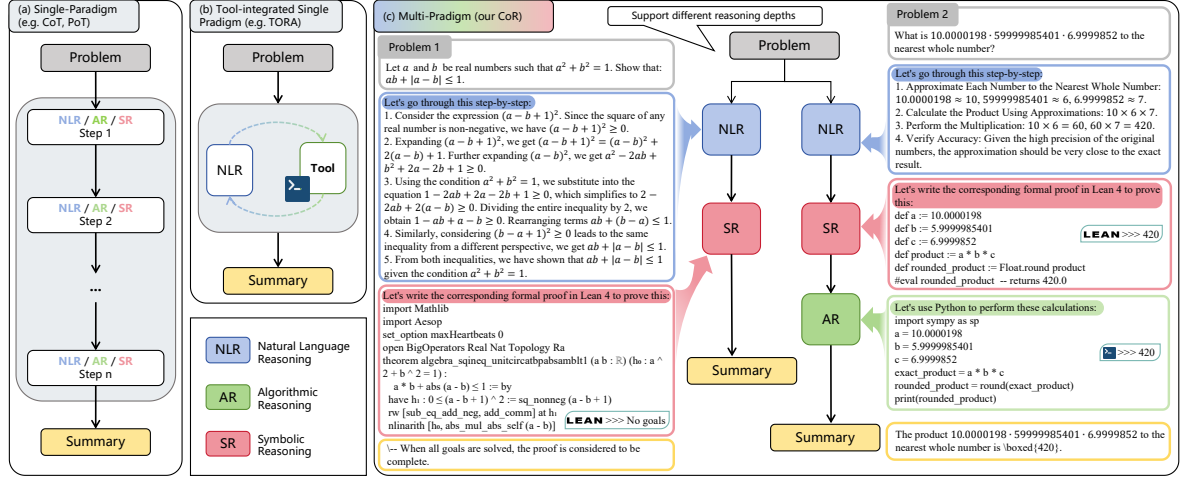 (a) Single-Paradigm
(e.g. CoT, PoT)
Problem
NLR / AR / SR
Step 1
NLR / AR / SR
Step 2
...
NLR / AR / SR
Step n
Summary
(b) Tool-integrated Single
Pradigm (e.g. TORA)
Problem
NLR
Tool
Summary
NLR
Natural Language
Reasoning
AR
Algorithmic
Reasoning
SR
Symbolic
Reasoning
(c) Multi-Pradigm (our CoR)
Support different reasoning depths
Problem 1
Let a and b be real numbers such that a² + b² = 1. Show that:
ab + |a − b| ≤ 1.
Let's go through this step-by-step:
1. Consider the expression (a − b + 1)². Since the square of any
real number is non-negative, we have (a − b + 1)² ≥ 0.
2. Expanding (a − b + 1)², we get (a − b + 1)² = (a − b)² +
2(a − b) + 1. Further expanding (a − b)², we get a² − 2ab +
b² + 2a − 2b + 1 ≥ 0.
3. Using the condition a² + b² = 1, we substitute into the
equation 1 − 2ab + 2a − 2b + 1 ≥ 0, which simplifies to 2 −
2ab + 2(a − b) ≥ 0. Dividing the entire inequality by 2, we
obtain 1 − ab + a − b ≥ 0. Rearranging terms ab + (b − a) ≤ 1.
4. Similarly, considering (b − a + 1)² ≥ 0 leads to the same
inequality from a different perspective, we get ab + |a − b| ≤ 1.
5. From both inequalities, we have shown that ab + |a − b| ≤ 1
given the condition a² + b² = 1.
Let's write the corresponding formal proof in Lean 4 to prove this:
import Mathlib
import Aesop
set_option maxHeartbeats 0
open BigOperators Real Nat Topology Ra
theorem algebra_sqineq_unitcircatbpabsamblt1 (a b : ℝ) (h₀ : a ^
2 + b ^ 2 = 1) :
a * b + abs (a - b) ≤ 1 := by
have h₁ : 0 ≤ (a - b + 1) ^ 2 := sq_nonneg (a - b + 1)
rw [sub_eq_add_neg, add_comm] at h₁
nlinarith [h₀, abs_mul_abs_self (a - b)]
LEAN >>> No goals
\-- When all goals are solved, the proof is considered to be
complete.
Problem
NLR
NLR
SR
SR
AR
Summary
Summary
Problem 2
What is 10.0000198 · 59999985401 · 6.9999852 to the
nearest whole number?
Let's go through this step-by-step:
1. Approximate Each Number to the Nearest Whole Number:
10.0000198 ≈ 10, 59999985401 ≈ 6, 6.9999852 ≈ 7.
2. Calculate the Product Using Approximations: 10 × 6 × 7.
3. Perform the Multiplication: 10 × 6 = 60, 60 × 7 = 420.
4. Verify Accuracy: Given the high precision of the original
numbers, the approximation should be very close to the exact
result.
Let's write the corresponding formal proof in Lean 4 to prove
this:
def a := 10.0000198
def b := 5.9999985401
def c := 6.9999852
def product := a * b * c
def rounded_product := Float.round product
#eval rounded_product -- returns 420.0
LEAN >>> 420
Let's use Python to perform these calculations:
import sympy as sp
a = 10.0000198
b = 5.9999985401
c = 6.9999852
exact_product = a * b * c
rounded_product = round(exact_product)
print(rounded_product)
>>> 420
The product 10.0000198 · 59999985401 · 6.9999852 to the
nearest whole number is \boxed{420}.